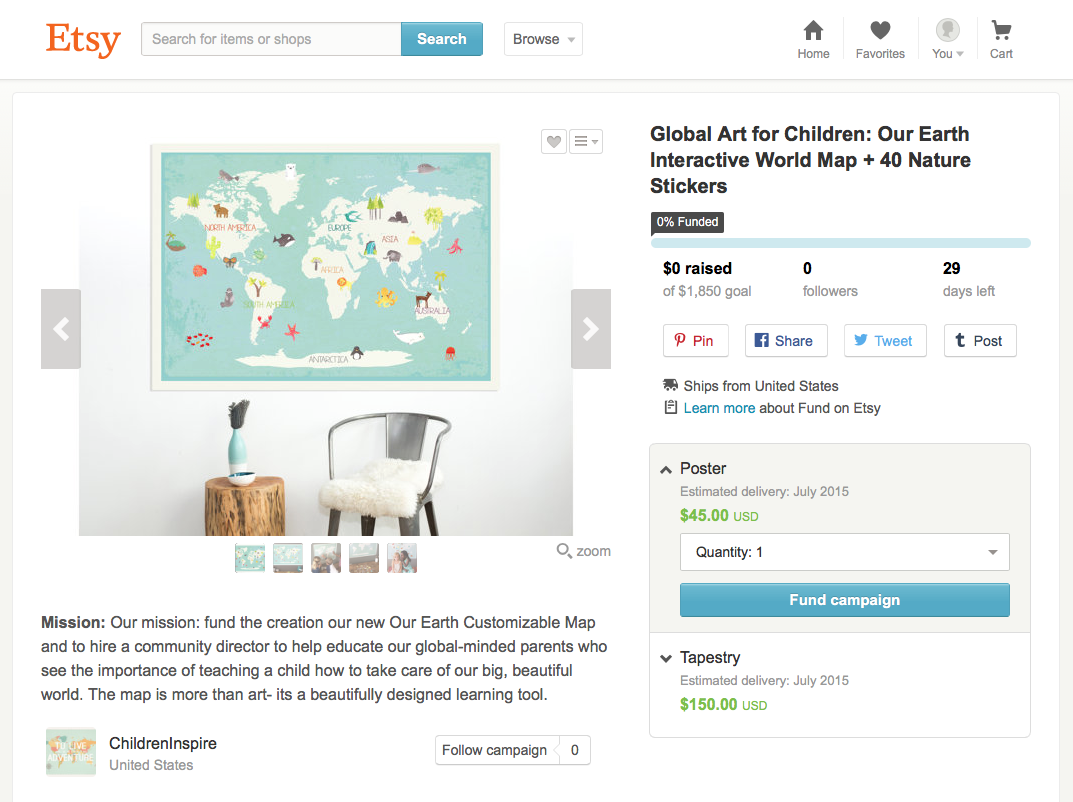 Etsy
Search for items or shops
Search
Browse
Home
Favorites
You
Cart
NORTH AMERICA
EUROPE
ASIA
AFRICA
SOUTH AMERICA
AUSTRALIA
ANTARCTICA
zoom
Mission: Our mission: fund the creation our new Our Earth Customizable Map
and to hire a community director to help educate our global-minded parents who
see the importance of teaching a child how to take care of our big, beautiful
world. The map is more than art- its a beautifully designed learning tool.
TO LIVE
ADVENTURE
ChildrenInspire
United States
Follow campaign
0
Global Art for Children: Our Earth
Interactive World Map + 40 Nature
Stickers
0% Funded
$0 raised
of $1,850 goal
0
followers
29
days left
Pin
Share
Tweet
Post
Ships from United States
Learn more about Fund on Etsy
Poster
Estimated delivery: July 2015
$45.00 USD
Quantity: 1
Fund campaign
Tapestry
Estimated delivery: July 2015
$150.00 USD